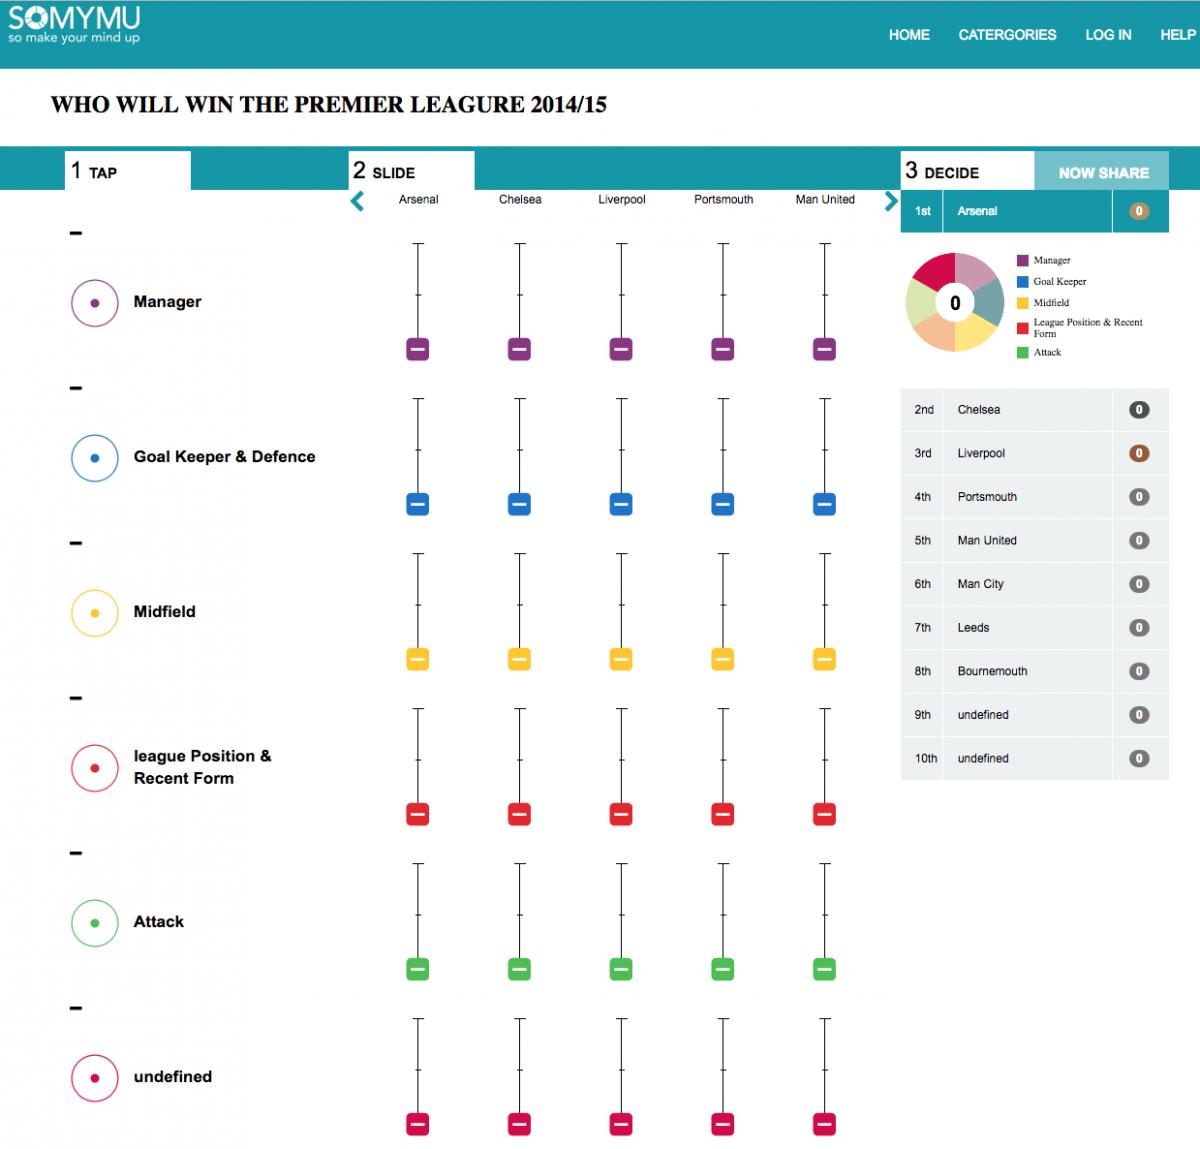 SOMYMU
so make your mind up
HOME CATERGORIES LOG IN HELP
WHO WILL WIN THE PREMIER LEAGURE 2014/15
1 TAP
2 SLIDE
3 DECIDE
NOW SHARE
Arsenal Chelsea Liverpool Portsmouth Man United
Manager
Goal Keeper & Defence
Midfield
league Position &
Recent Form
Attack
undefined
1st Arsenal 0
0
Manager
Goal Keeper
Midfield
League Position & Recent
Form
Attack
2nd Chelsea 0
3rd Liverpool 0
4th Portsmouth 0
5th Man United 0
6th Man City 0
7th Leeds 0
8th Bournemouth 0
9th undefined 0
10th undefined 0